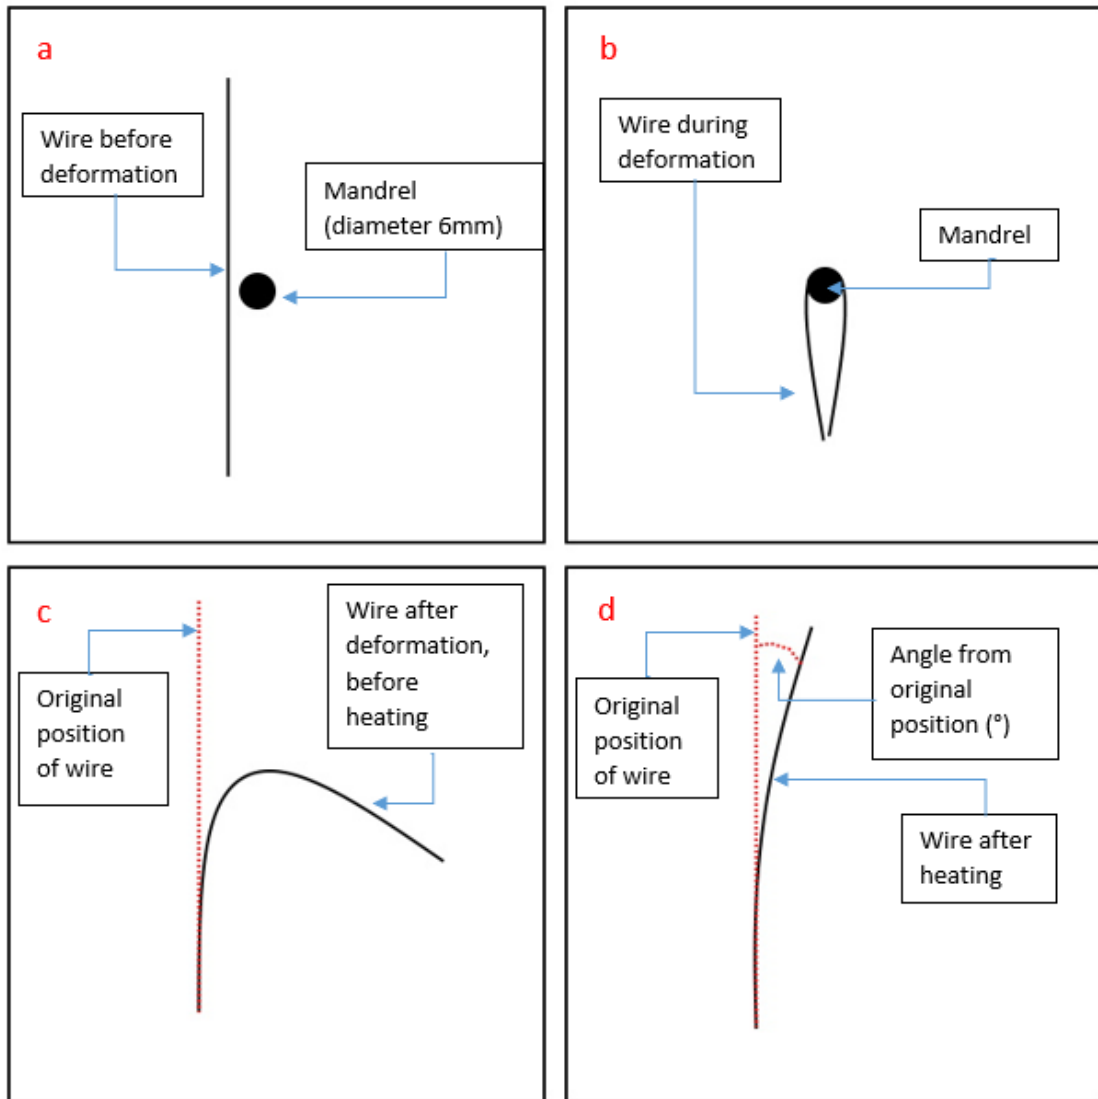 a
Wire before
deformation
Mandrel
(diameter 6mm)
b
Wire during
deformation
Mandrel
c
Wire after
deformation,
before
heating
Original
position
of wire
d
Angle from
original
position (°)
Original
position
of wire
Wire after
heating